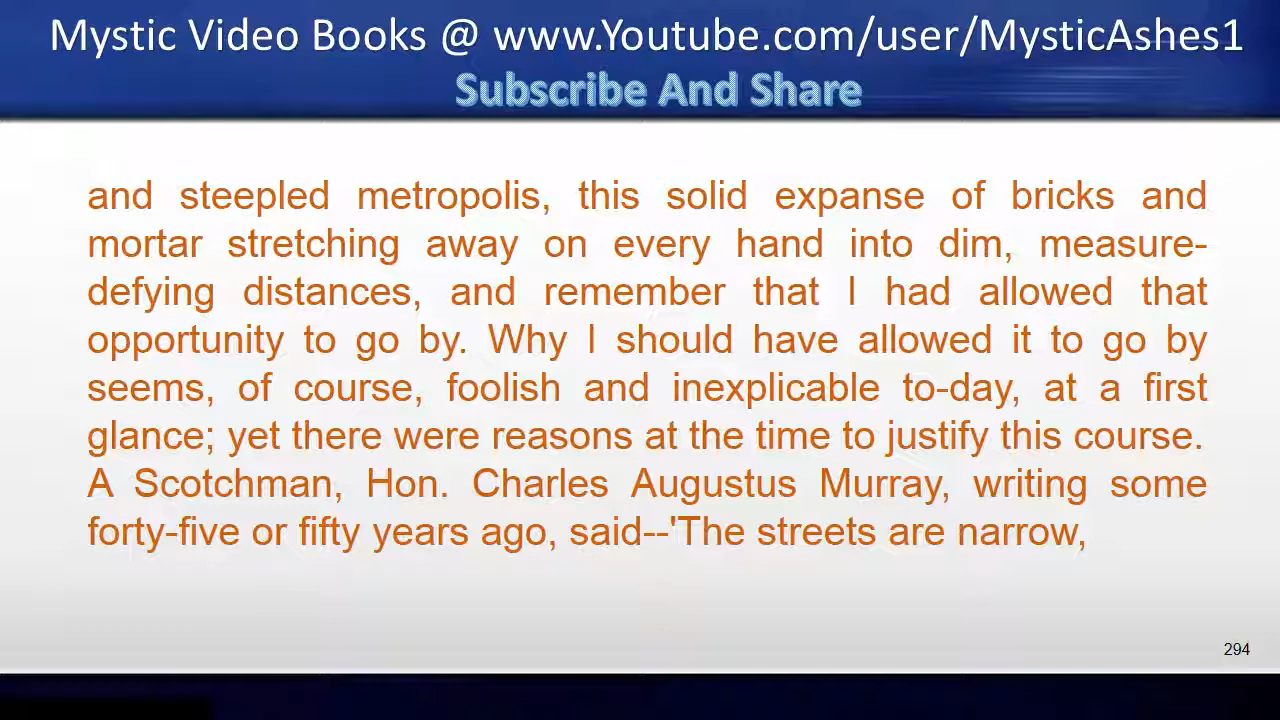 Mystic Video Books @ www.Youtube.com/user/MysticAshes1
Subscribe And Share
and steepled metropolis, this solid expanse of bricks and
mortar stretching away on every hand into dim, measure-
defying distances, and remember that I had allowed that
opportunity to go by. Why I should have allowed it to go by
seems, of course, foolish and inexplicable to-day, at a first
glance; yet there were reasons at the time to justify this course.
A Scotchman, Hon. Charles Augustus Murray, writing some
forty-five or fifty years ago, said--'The streets are narrow,
294